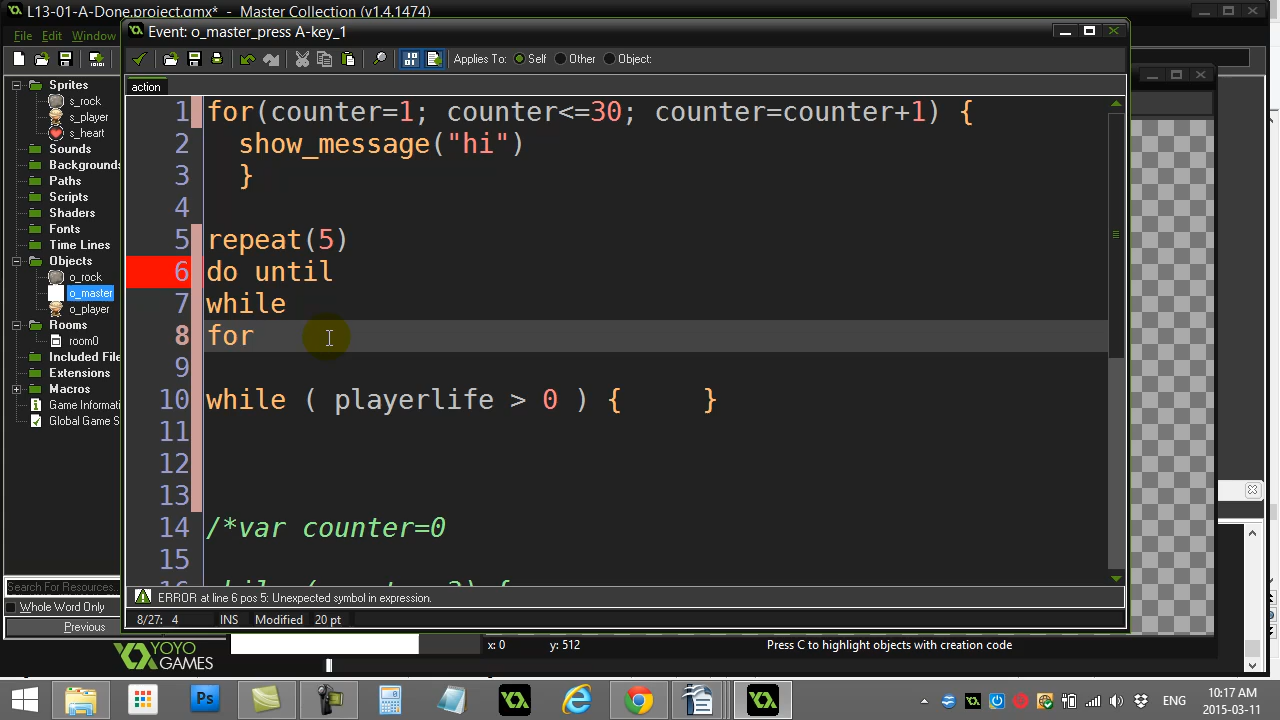 L13-01-A-Done.project.gmx* - Master Collection (v1.4.1474)
File Edit Window
Event: o_master_press A-key_1
Applies To: Self Other Object:
action
Sprites
s_rock
s_player
s_heart
Sounds
Backgrounds
Paths
Scripts
Shaders
Fonts
Time Lines
Objects
o_rock
o_master
o_player
Rooms
room0
Included File
Extensions
Macros
Game Informati
Global Game S
Search For Resources..
Whole Word Only
Previous
1 for(counter=1; counter<=30; counter=counter+1) {
2 show_message("hi")
3 }
4
5 repeat(5)
6 do until
7 while
8 for
9
10 while ( playerlife > 0 ) { }
11
12
13
14 /*var counter=0
15
ERROR at line 6 pos 5: Unexpected symbol in expression.
8/27: 4 INS Modified 20 pt
YOYO
GAMES
x: 0 y: 512 Press C to highlight objects with creation code
Ps
ENG
10:17 AM
2015-03-11